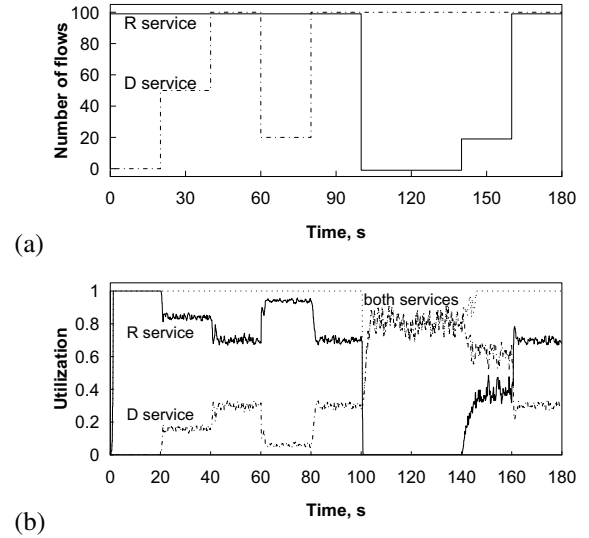 100
R service
80
60
D service
40
20
0
Number of flows
0 30 60 90 120 150 180
Time, s
(a)
1
both services
0.8
R service
0.6
0.4
D service
0.2
0
Utilization
0 20 40 60 80 100 120 140 160 180
Time, s
(b)